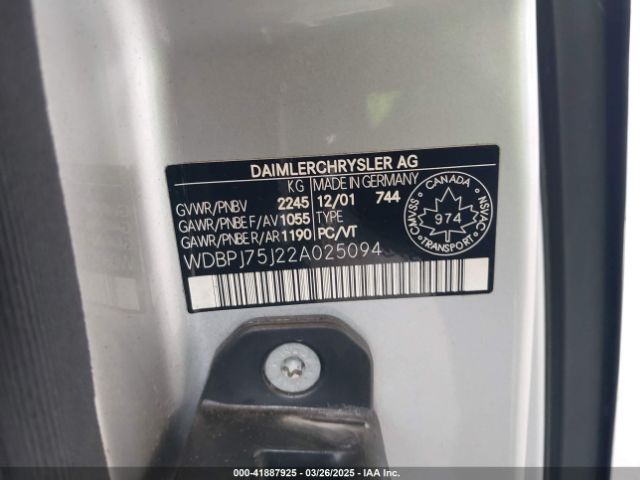 DAIMLERCHRYSLER AG
KG MADE IN GERMANY
GVWR/PNBV 2245 12/01 744
GAWR/PNBE F/AV 1055 TYPE
GAWR/PNBE R/AR 1190 PC/VT
WDBPJ75J22A025094
CANADA
CMVSS 974 NSVAC
TRANSPORT
00-41887925 | 03/26/2025 | IAA Inc.